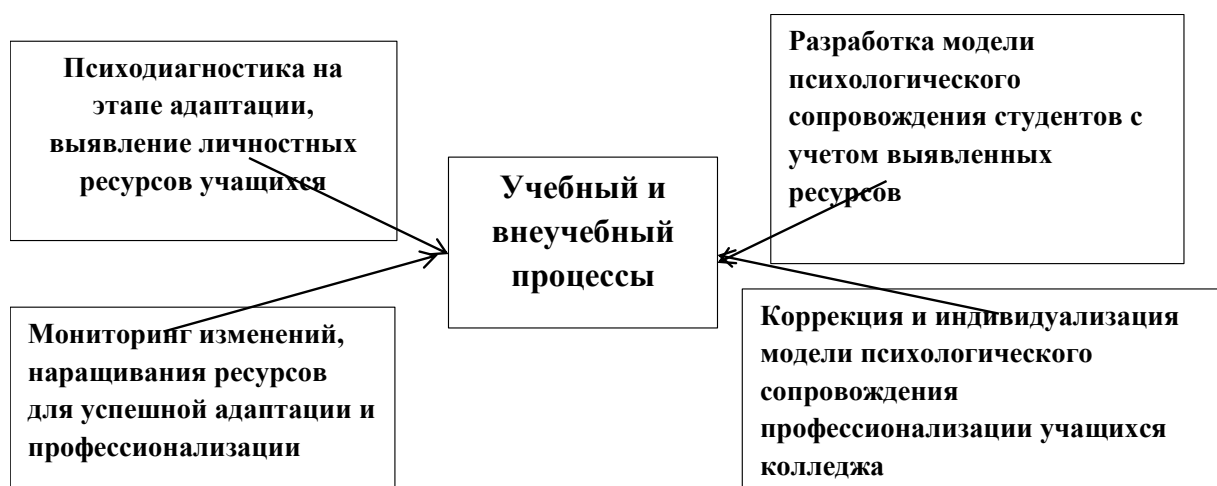 Психодиагностика на
этапе адаптации,
выявление личностных
ресурсов учащихся
Разработка модели
психологического
сопровождения студентов с
учетом выявленных
ресурсов
Учебный и
внеучебный
процессы
Мониторинг изменений,
наращивания ресурсов
для успешной адаптации и
профессионализации
Коррекция и индивидуализация
модели психологического
сопровождения
профессионализации учащихся
колледжа